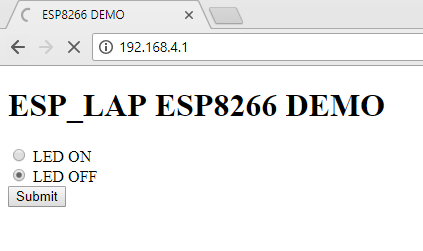 ESP8266 DEMO
192.168.4.1
ESP_LAP ESP8266 DEMO
LED ON
LED OFF
Submit